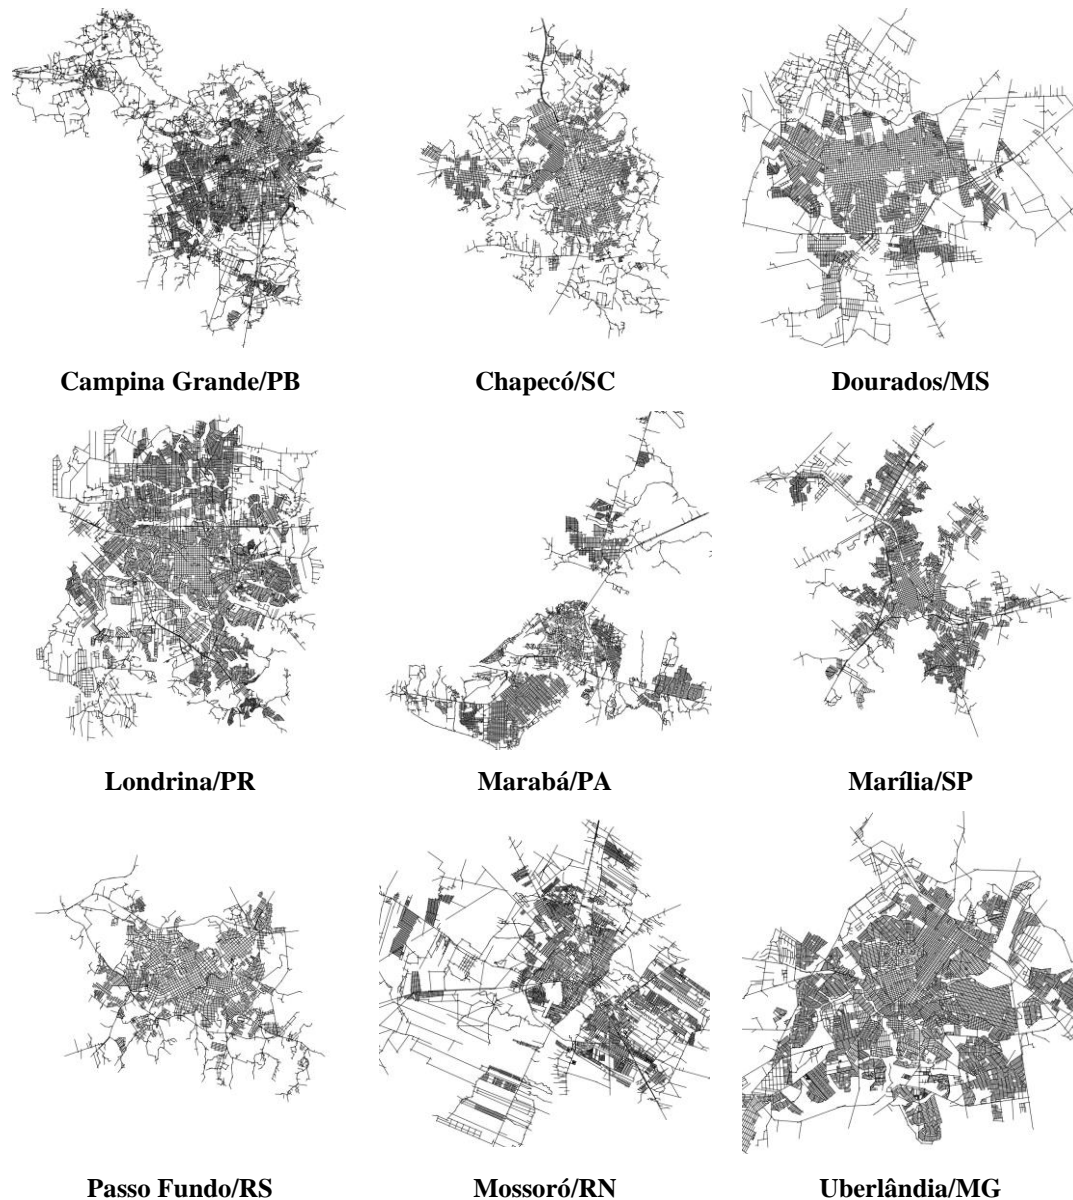 Campina Grande/PB
Chapecó/SC
Dourados/MS
Londrina/PR
Marabá/PA
Marília/SP
Passo Fundo/RS
Mossoró/RN
Uberlândia/MG